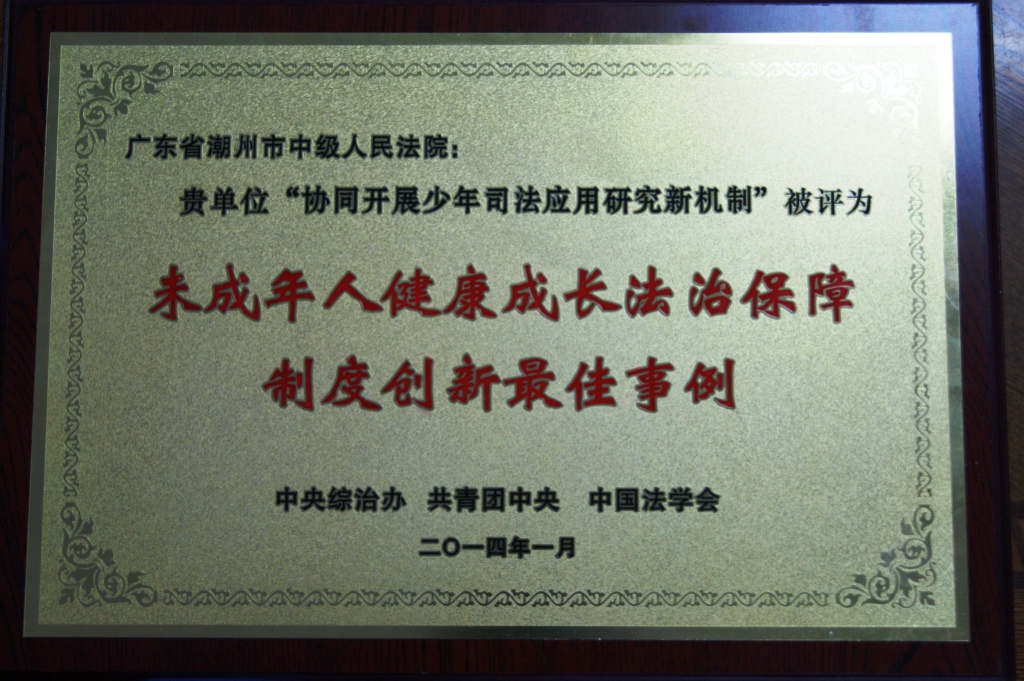 广东省潮州市中级人民法院：
贵单位“协同开展少年司法应用研究新机制”被评为
未成年人健康成长法治保障
制度创新最佳事例
中央综治办 共青团中央 中国法学会
二〇一四年一月